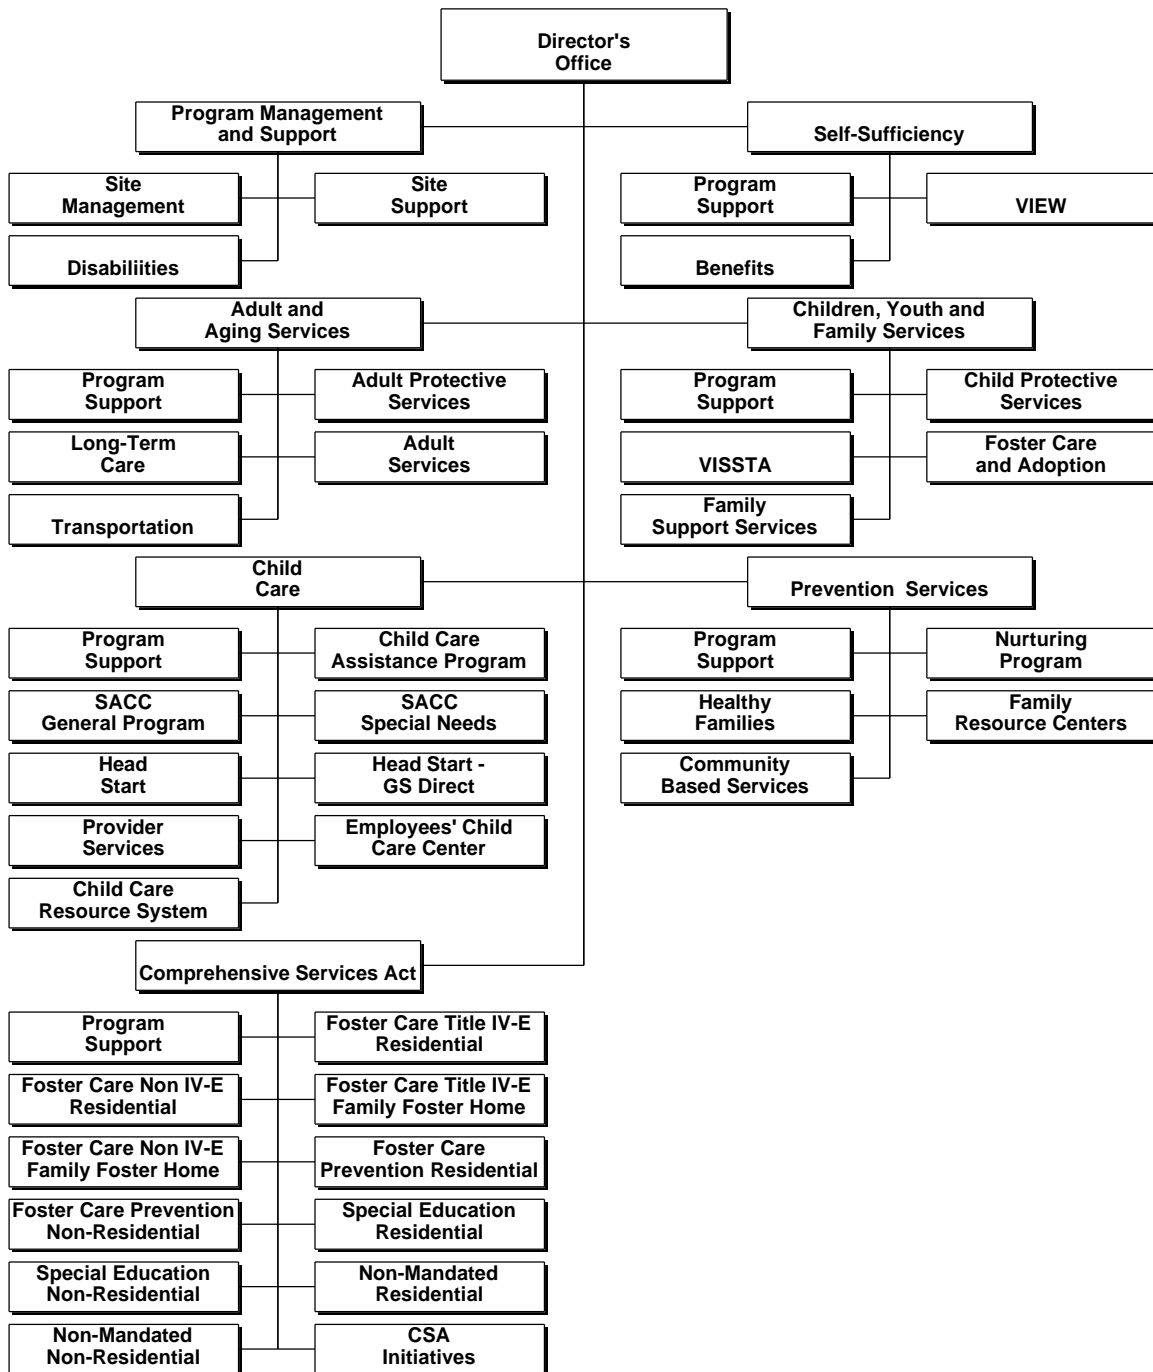 Director's
Office
Program Management
and Support
Self-Sufficiency
Site
Management
Site
Support
Program
Support
VIEW
Disabiliities
Benefits
Adult and
Aging Services
Children, Youth and
Family Services
Program
Support
Adult Protective
Services
Program
Support
Child Protective
Services
Long-Term
Care
Adult
Services
VISSTA
Foster Care
and Adoption
Transportation
Family
Support Services
Child
Care
Prevention  Services
Program
Support
Child Care
Assistance Program
Program
Support
Nurturing
Program
SACC
General Program
SACC
Special Needs
Healthy
Families
Family
Resource Centers
Head
Start
Head Start -
GS Direct
Community
Based Services
Provider
Services
Employees' Child
Care Center
Child Care
Resource System
Comprehensive Services Act
Program
Support
Foster Care Title IV-E
Residential
Foster Care Non IV-E
Residential
Foster Care Title IV-E
Family Foster Home
Foster Care Non IV-E
Family Foster Home
Foster Care
Prevention Residential
Foster Care Prevention
Non-Residential
Special Education
Residential
Special Education
Non-Residential
Non-Mandated
Residential
Non-Mandated
Non-Residential
CSA
Initiatives